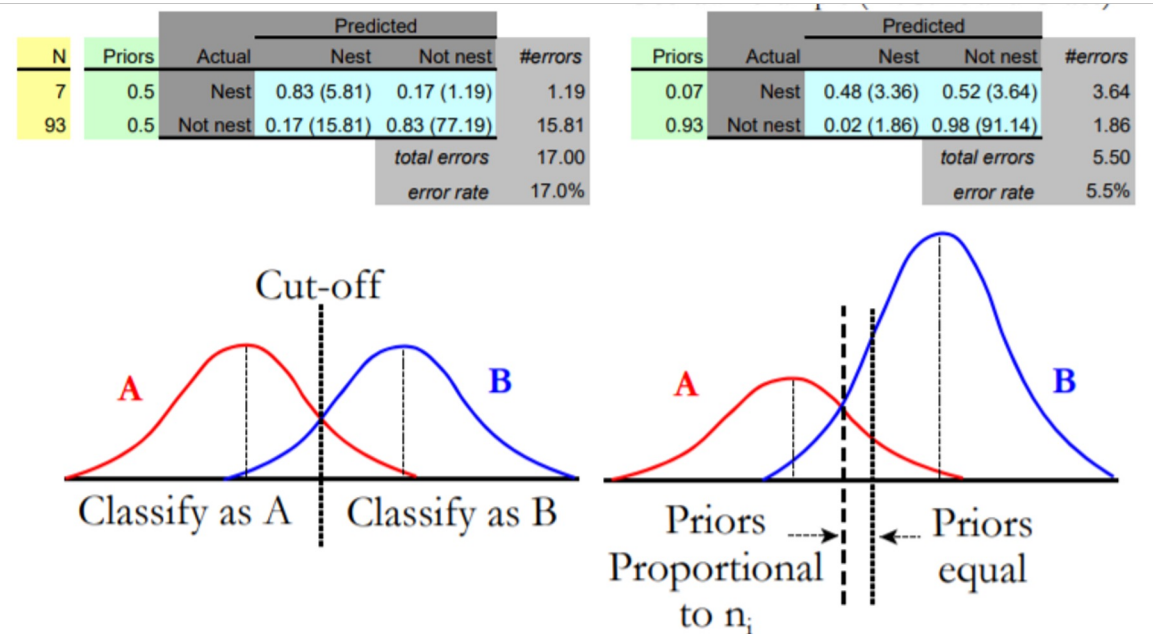 Predicted
N Priors Actual Nest Not nest #errors
7 0.5 Nest 0.83 (5.81) 0.17 (1.19) 1.19
93 0.5 Not nest 0.17 (15.81) 0.83 (77.19) 15.81
total errors 17.00
error rate 17.0%
Predicted
Priors Actual Nest Not nest #errors
0.07 Nest 0.48 (3.36) 0.52 (3.64) 3.64
0.93 Not nest 0.02 (1.86) 0.98 (91.14) 1.86
total errors 5.50
error rate 5.5%
Cut-off
A
B
Classify as A
Classify as B
A
B
Priors
Proportional
to ni
Priors
equal